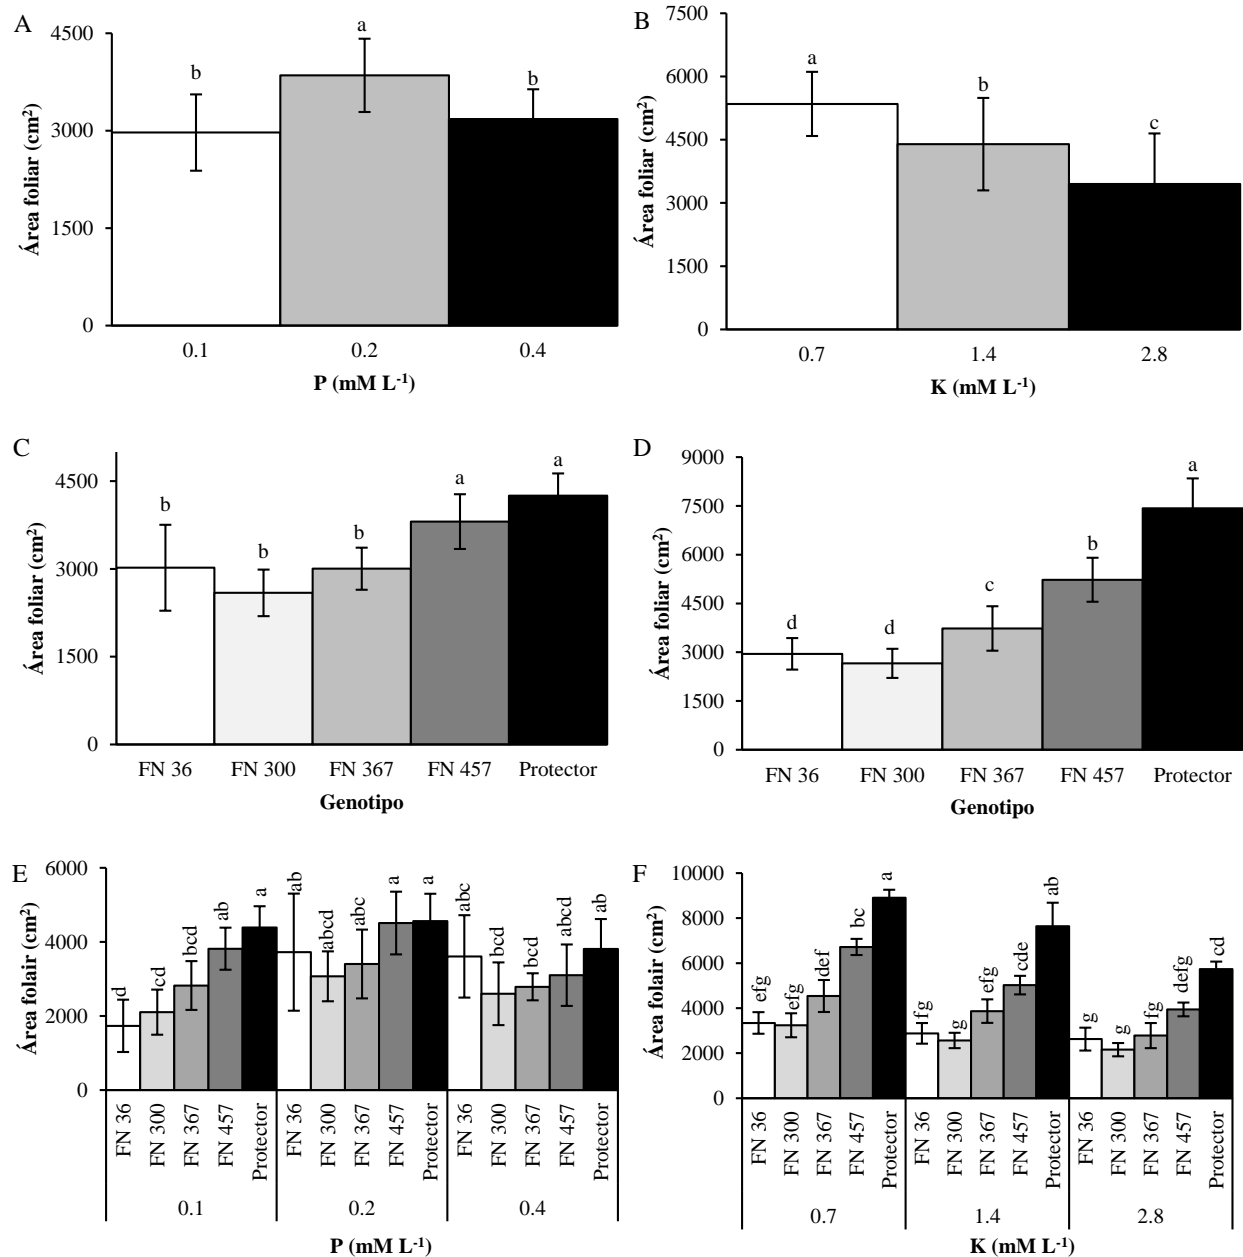 A
4500
3000
1500
0
Área foliar (cm²)
b
a
b
0.1 0.2 0.4
P (mM L⁻¹)
B
7500
6000
4500
3000
1500
0
Área foliar (cm²)
a
b
c
0.7 1.4 2.8
K (mM L⁻¹)
C
4500
3000
1500
0
Área foliar (cm²)
b
b
b
a
a
FN 36 FN 300 FN 367 FN 457 Protector
Genotipo
D
9000
7500
6000
4500
3000
1500
0
Área foliar (cm²)
d
d
c
b
a
FN 36 FN 300 FN 367 FN 457 Protector
Genotipo
E
6000
4000
2000
0
Área folair (cm²)
d
cd
bcd
ab
a
ab
abcd
abc
a
a
abc
bcd
bcd
abcd
ab
FN 36
FN 300
FN 367
FN 457
Protector
FN 36
FN 300
FN 367
FN 457
Protector
FN 36
FN 300
FN 367
FN 457
Protector
0.1 0.2 0.4
P (mM L⁻¹)
F
10000
8000
6000
4000
2000
0
Área folair (cm²)
efg
efg
def
bc
a
fg
g
efg
cde
ab
g
g
fg
defg
cd
FN 36
FN 300
FN 367
FN 457
Protector
FN 36
FN 300
FN 367
FN 457
Protector
FN 36
FN 300
FN 367
FN 457
Protector
0.7 1.4 2.8
K (mM L⁻¹)